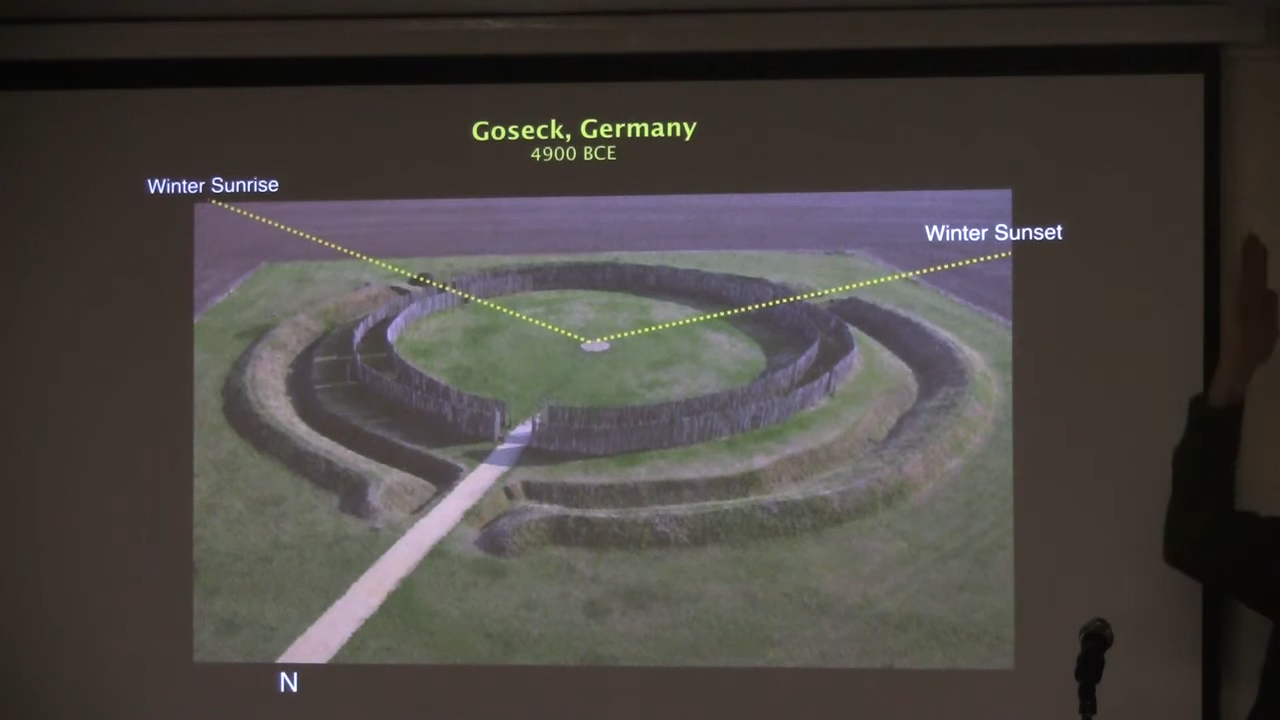 Goseck, Germany
4900 BCE
Winter Sunrise
Winter Sunset
N